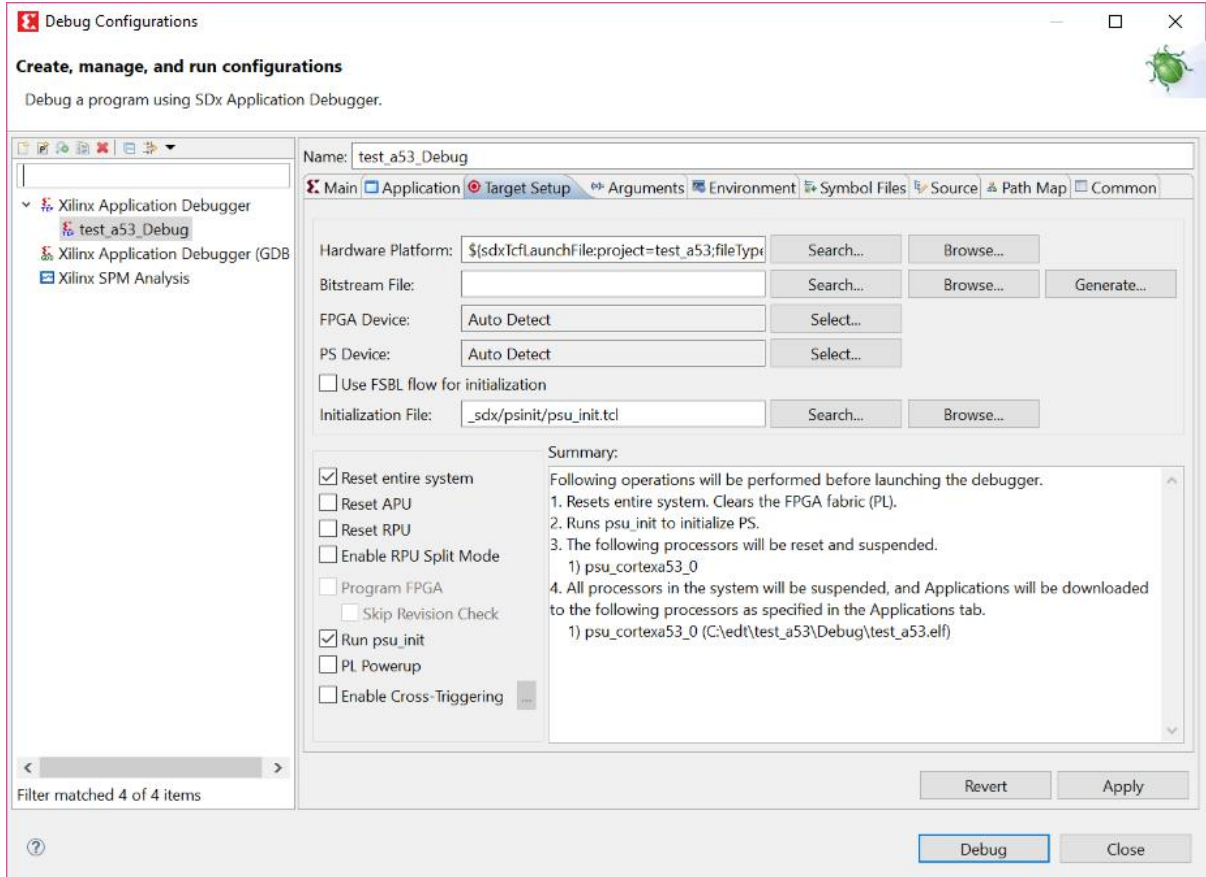 Debug Configurations
Create, manage, and run configurations
Debug a program using SDx Application Debugger.
Name: test_a53_Debug
Main Application Target Setup Arguments Environment Symbol Files Source Path Map Common
Xilinx Application Debugger
test_a53_Debug
Xilinx Application Debugger (GDB
Xilinx SPM Analysis
Hardware Platform: ${sdxTcfLaunchFile:project=test_a53;fileType Search... Browse...
Bitstream File: Search... Browse... Generate...
FPGA Device: Auto Detect Select...
PS Device: Auto Detect Select...
Use FSBL flow for initialization
Initialization File: _sdx/psinit/psu_init.tcl Search... Browse...
Reset entire system
Reset APU
Reset RPU
Enable RPU Split Mode
Program FPGA
Skip Revision Check
Run psu_init
PL Powerup
Enable Cross-Triggering ...
Summary:
Following operations will be performed before launching the debugger.
1. Resets entire system. Clears the FPGA fabric (PL).
2. Runs psu_init to initialize PS.
3. The following processors will be reset and suspended.
1) psu_cortexa53_0
4. All processors in the system will be suspended, and Applications will be downloaded
to the following processors as specified in the Applications tab.
1) psu_cortexa53_0 (C:\edt\test_a53\Debug\test_a53.elf)
Filter matched 4 of 4 items
Revert Apply
Debug Close